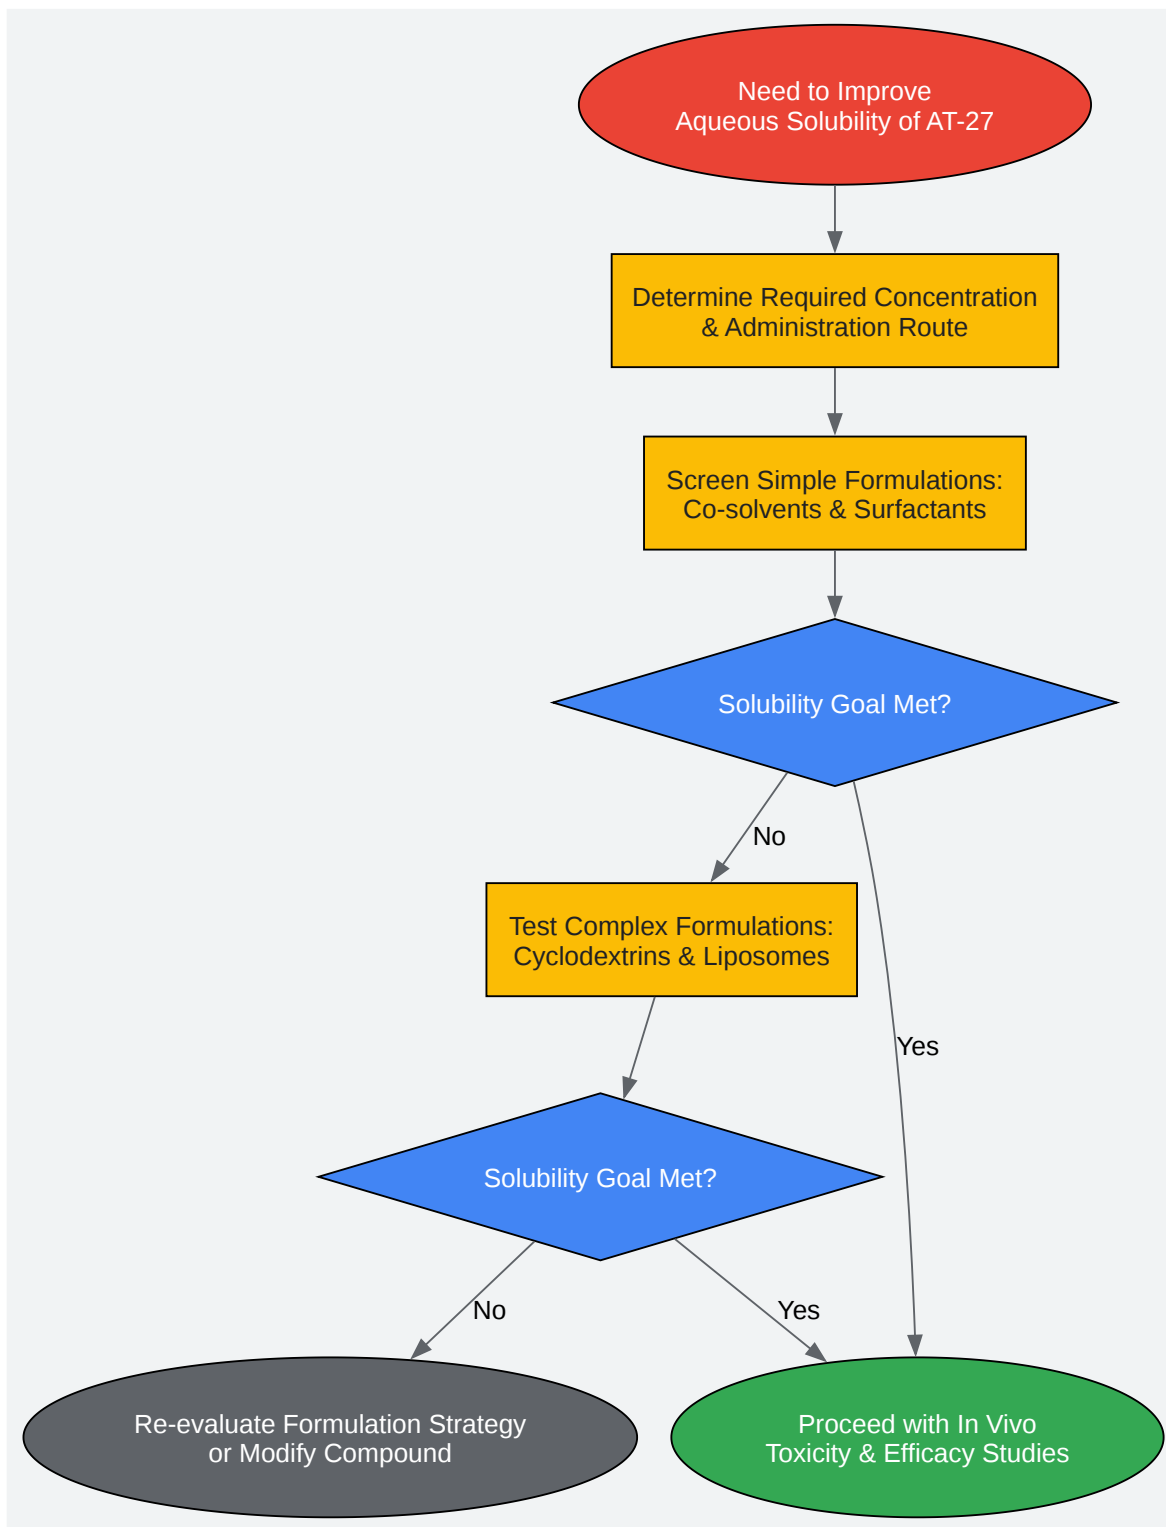 Need to Improve
Aqueous Solubility of AT-27
Determine Required Concentration
& Administration Route
Screen Simple Formulations:
Co-solvents & Surfactants
Solubility Goal Met?
No
Test Complex Formulations:
Cyclodextrins & Liposomes
Yes
Solubility Goal Met?
No
Yes
Re-evaluate Formulation Strategy
or Modify Compound
Proceed with In Vivo
Toxicity & Efficacy Studies